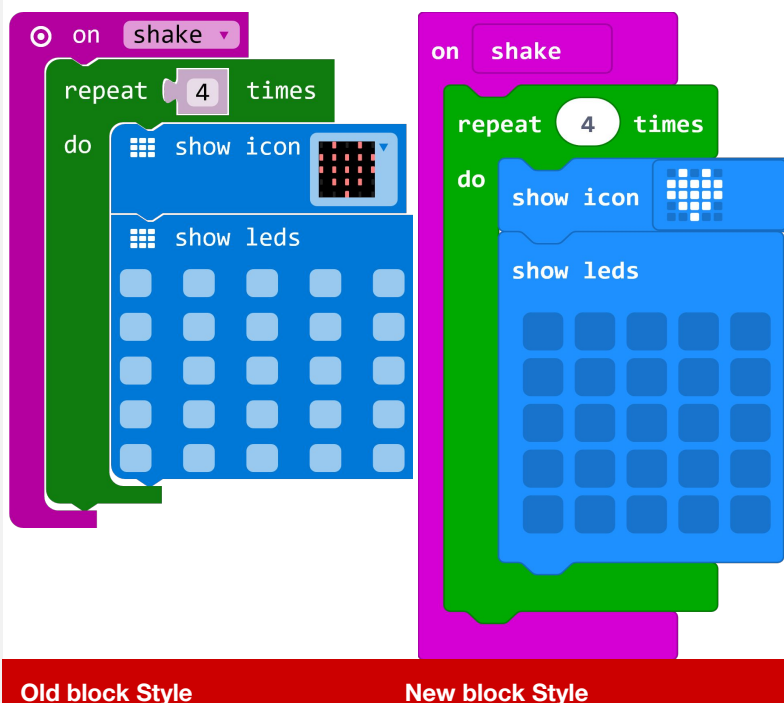 on shake
repeat 4 times
do show icon
show leds
on shake
repeat 4 times
do
show icon
show leds
Old block Style
New block Style